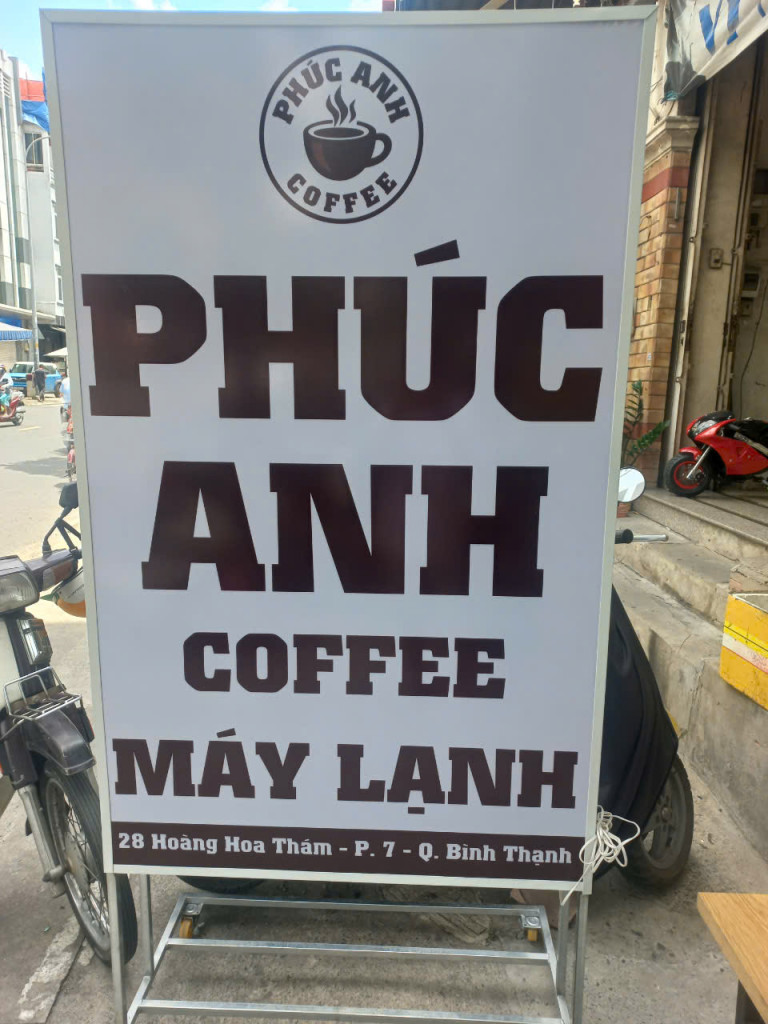 PHÚC ANH
COFFEE
PHÚC
ANH
COFFEE
MÁY LẠNH
28 Hoàng Hoa Thám - P. 7 - Q. Bình Thạnh